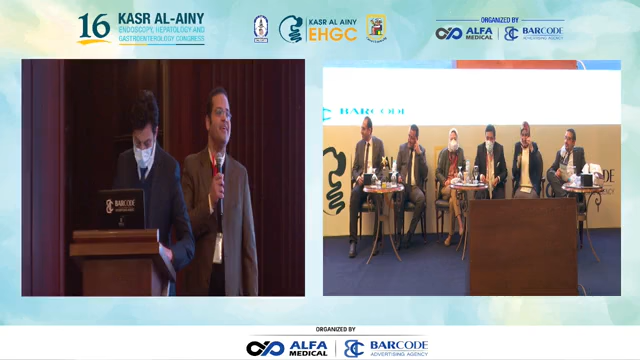 16
KASR AL-AINY
ENDOSCOPY, HEPATOLOGY AND
GASTROENTEROLOGY CONGRESS
KASR AL AINY
EHGC
ORGANIZED BY
ALFA
MEDICAL
BARCODE
ADVERTISING AGENCY
BARCODE
BARCODE
ORGANIZED BY
ALFA
MEDICAL
BARCODE
ADVERTISING AGENCY